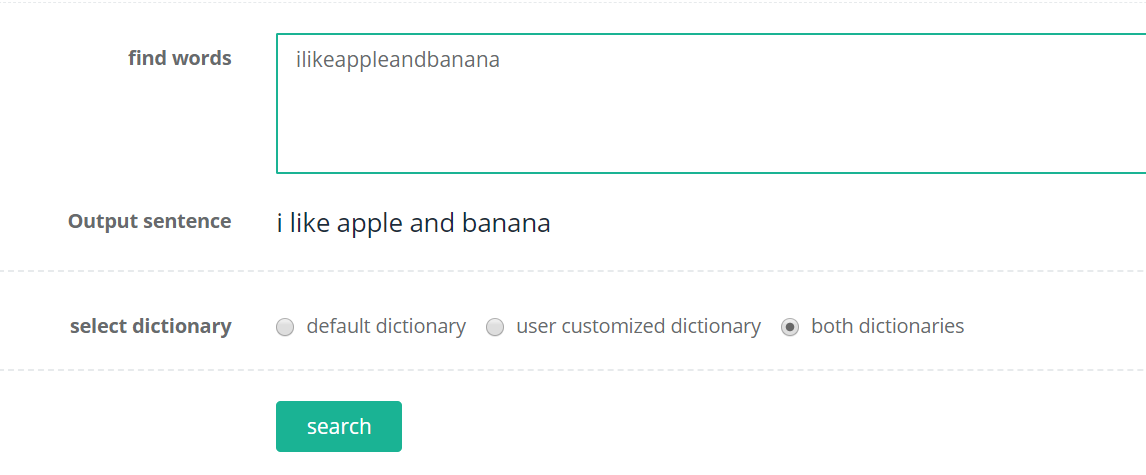 find words ilikeappleandbanana
Output sentence i like apple and banana
select dictionary default dictionary user customized dictionary both dictionaries
search